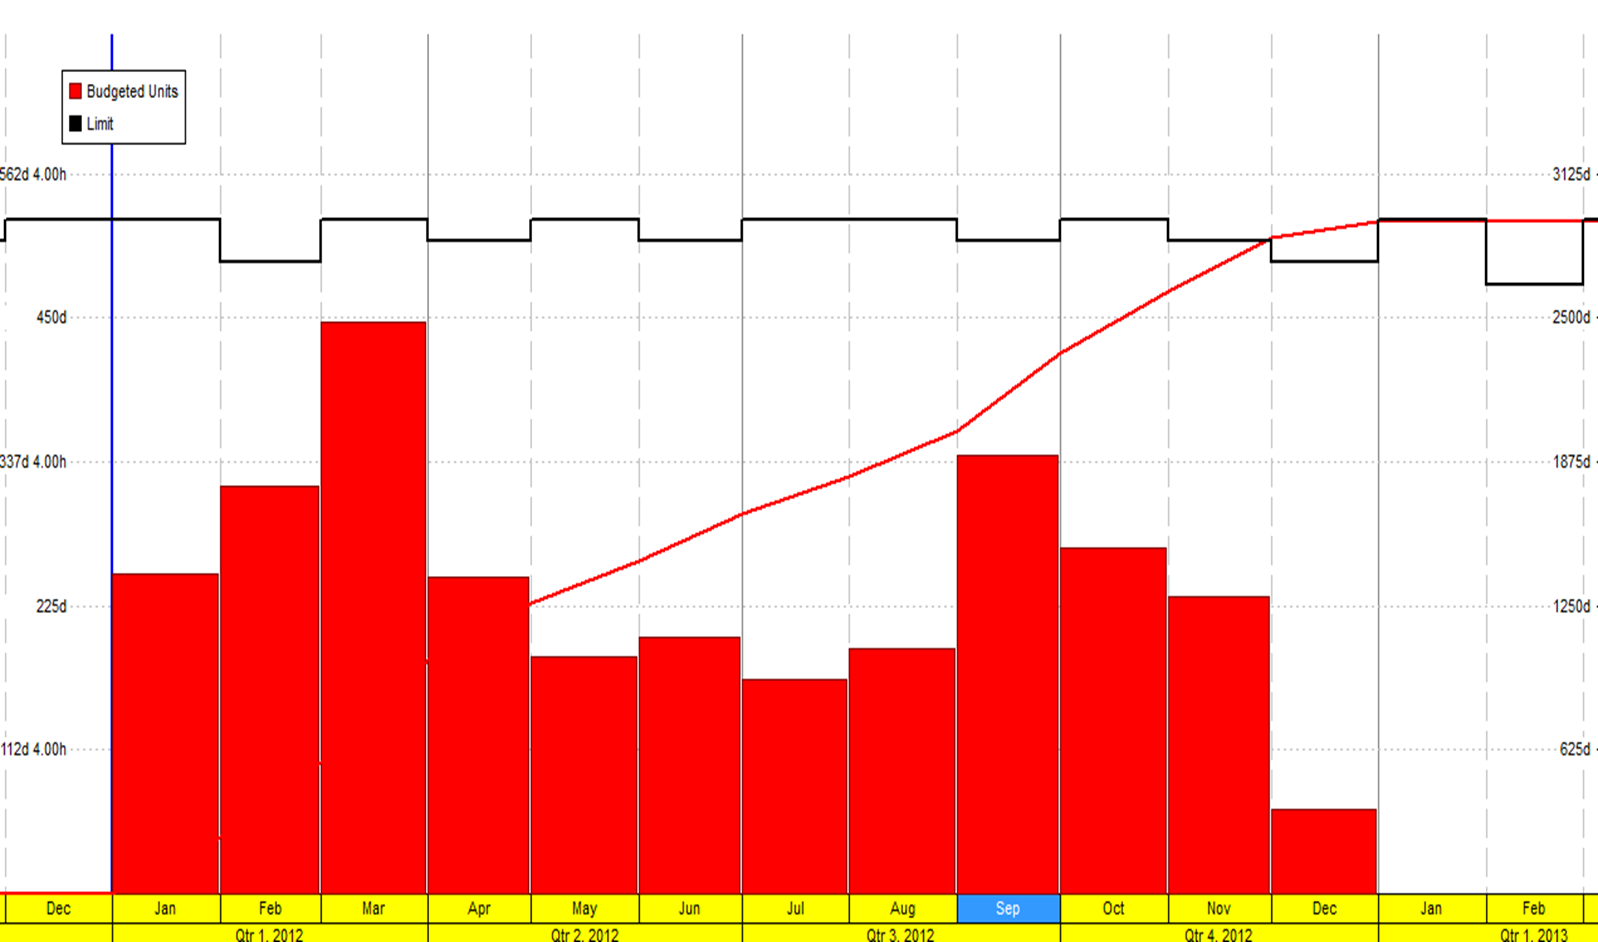 Budgeted Units
Limit
562d 4.00h
3125d
450d
2500d
337d 4.00h
1875d
225d
1250d
112d 4.00h
625d
Dec Jan Feb Mar Apr May Jun Jul Aug Sep Oct Nov Dec Jan Feb
Qtr 1, 2012 Qtr 2, 2012 Qtr 3, 2012 Qtr 4, 2012 Qtr 1, 2013